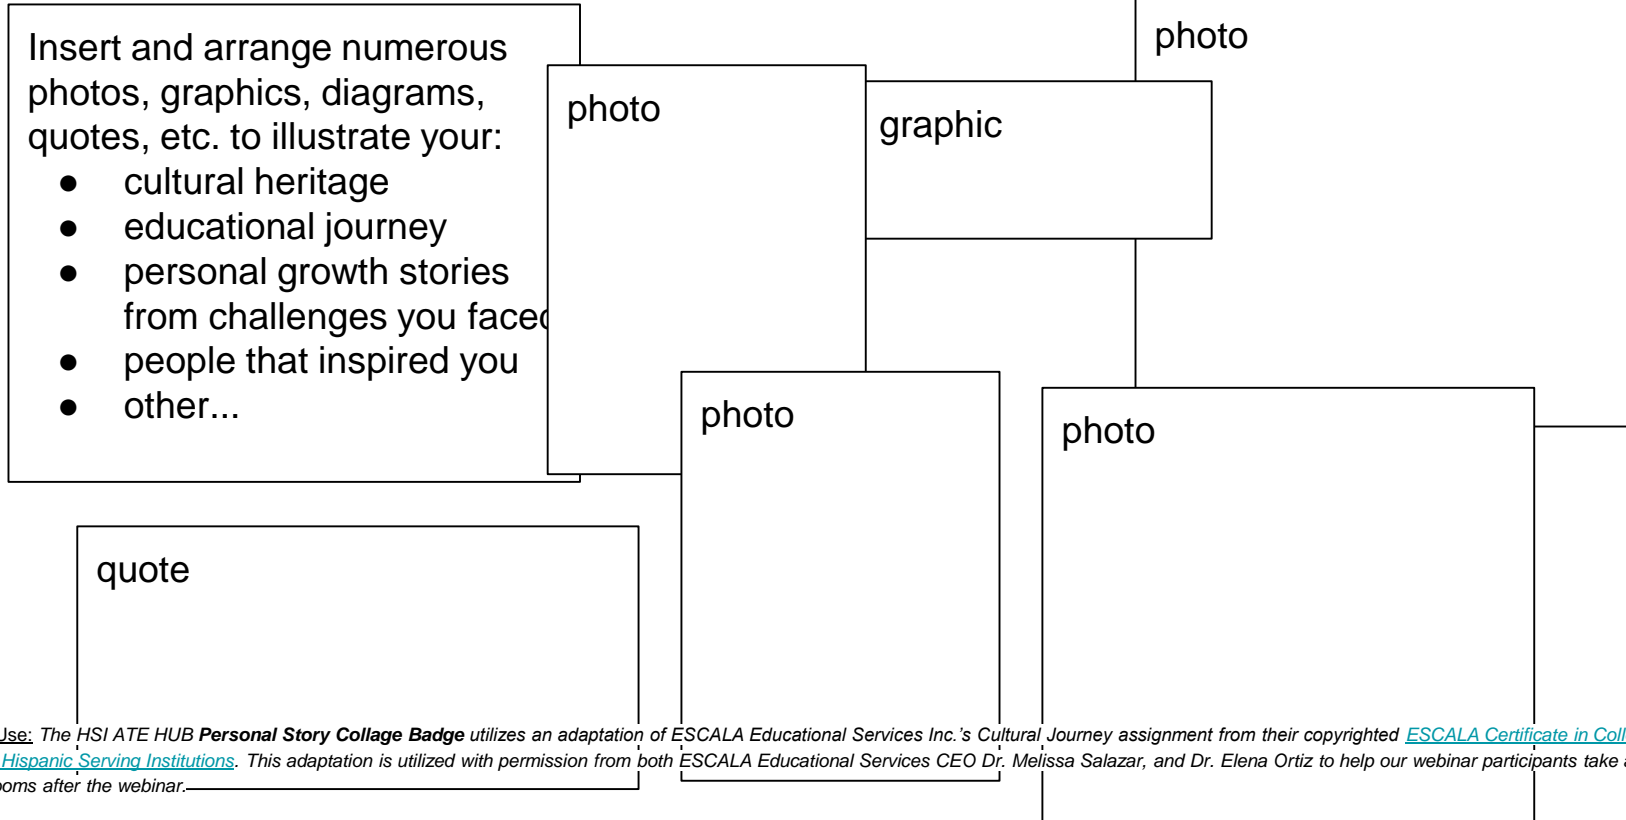 Insert and arrange numerous
photos, graphics, diagrams,
quotes, etc. to illustrate your:
● cultural heritage
● educational journey
● personal growth stories
from challenges you faced
● people that inspired you
● other...
photo
graphic
photo
photo
photo
quote
Use: The HSI ATE HUB Personal Story Collage Badge utilizes an adaptation of ESCALA Educational Services Inc.'s Cultural Journey assignment from their copyrighted ESCALA Certificate in
Hispanic Serving Institutions. This adaptation is utilized with permission from both ESCALA Educational Services CEO Dr. Melissa Salazar, and Dr. Elena Ortiz to help our webinar participants take
after the webinar.